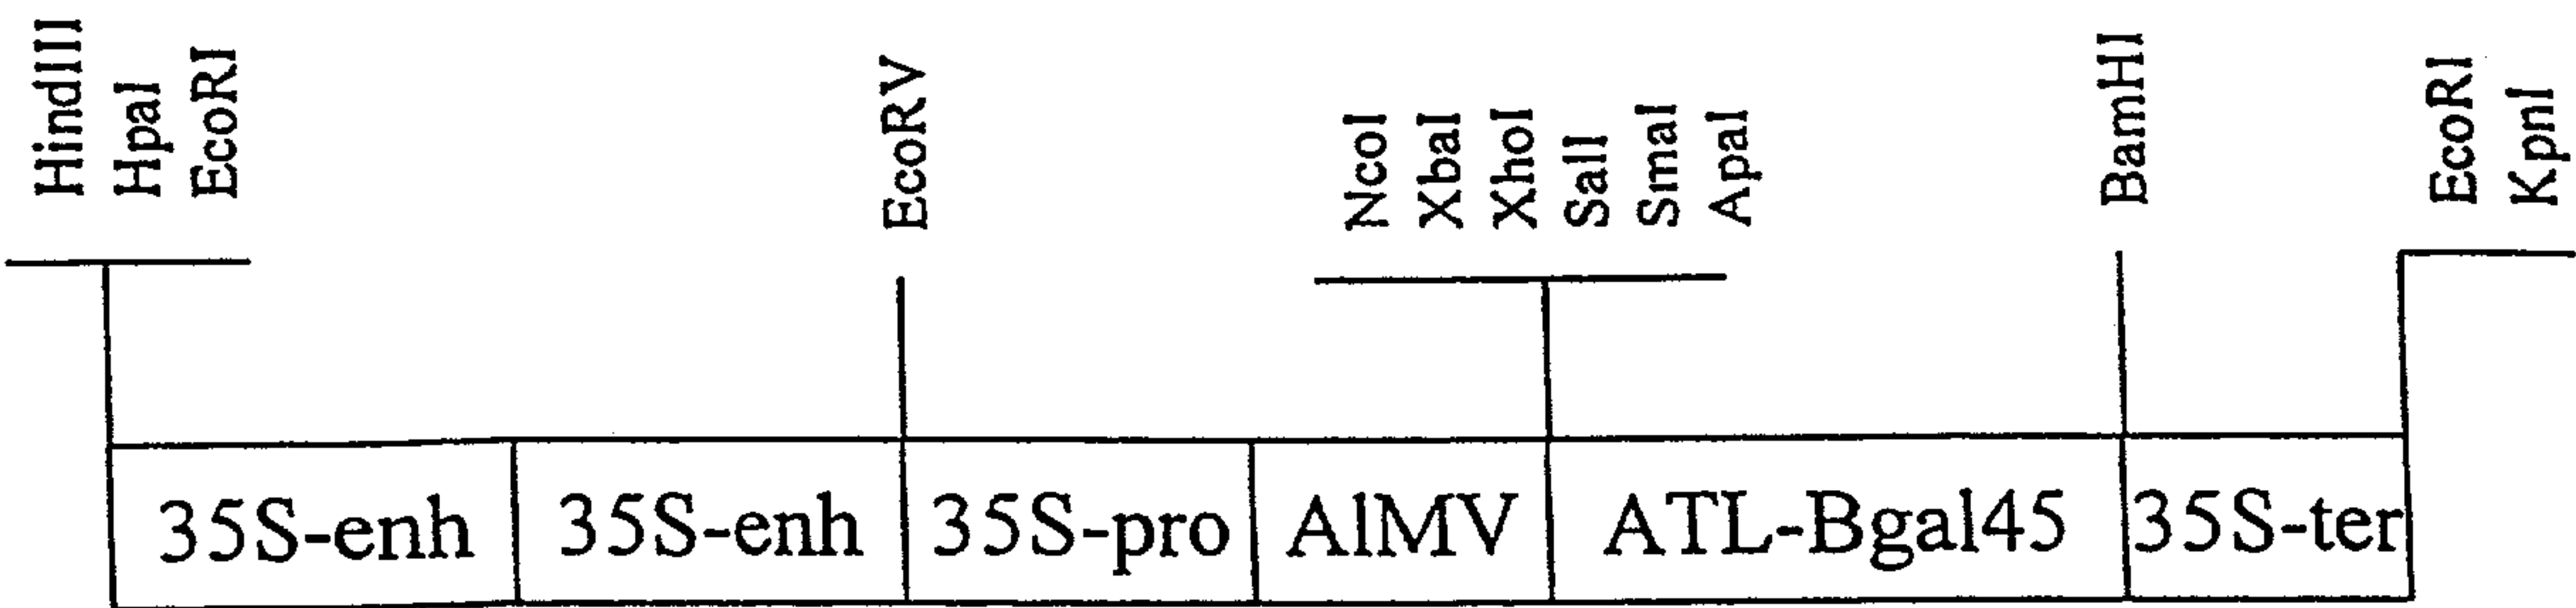 HindIII
HpaI
EcoRI
EcoRV
NcoI
XbaI
XhoI
SalI
SmaI
ApaI
BamHI
EcoRI
KpnI
35S-enh 35S-enh 35S-pro AlMV ATL-Bgal45 35S-ter